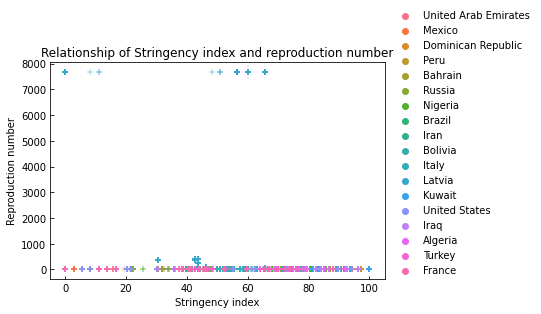 Relationship of Stringency index and reproduction number
8000
7000
6000
5000
4000
3000
2000
1000
0
Reproduction number
0
20
40
60
80
100
Stringency index
United Arab Emirates
Mexico
Dominican Republic
Peru
Bahrain
Russia
Nigeria
Brazil
Iran
Bolivia
Italy
Latvia
Kuwait
United States
Iraq
Algeria
Turkey
France